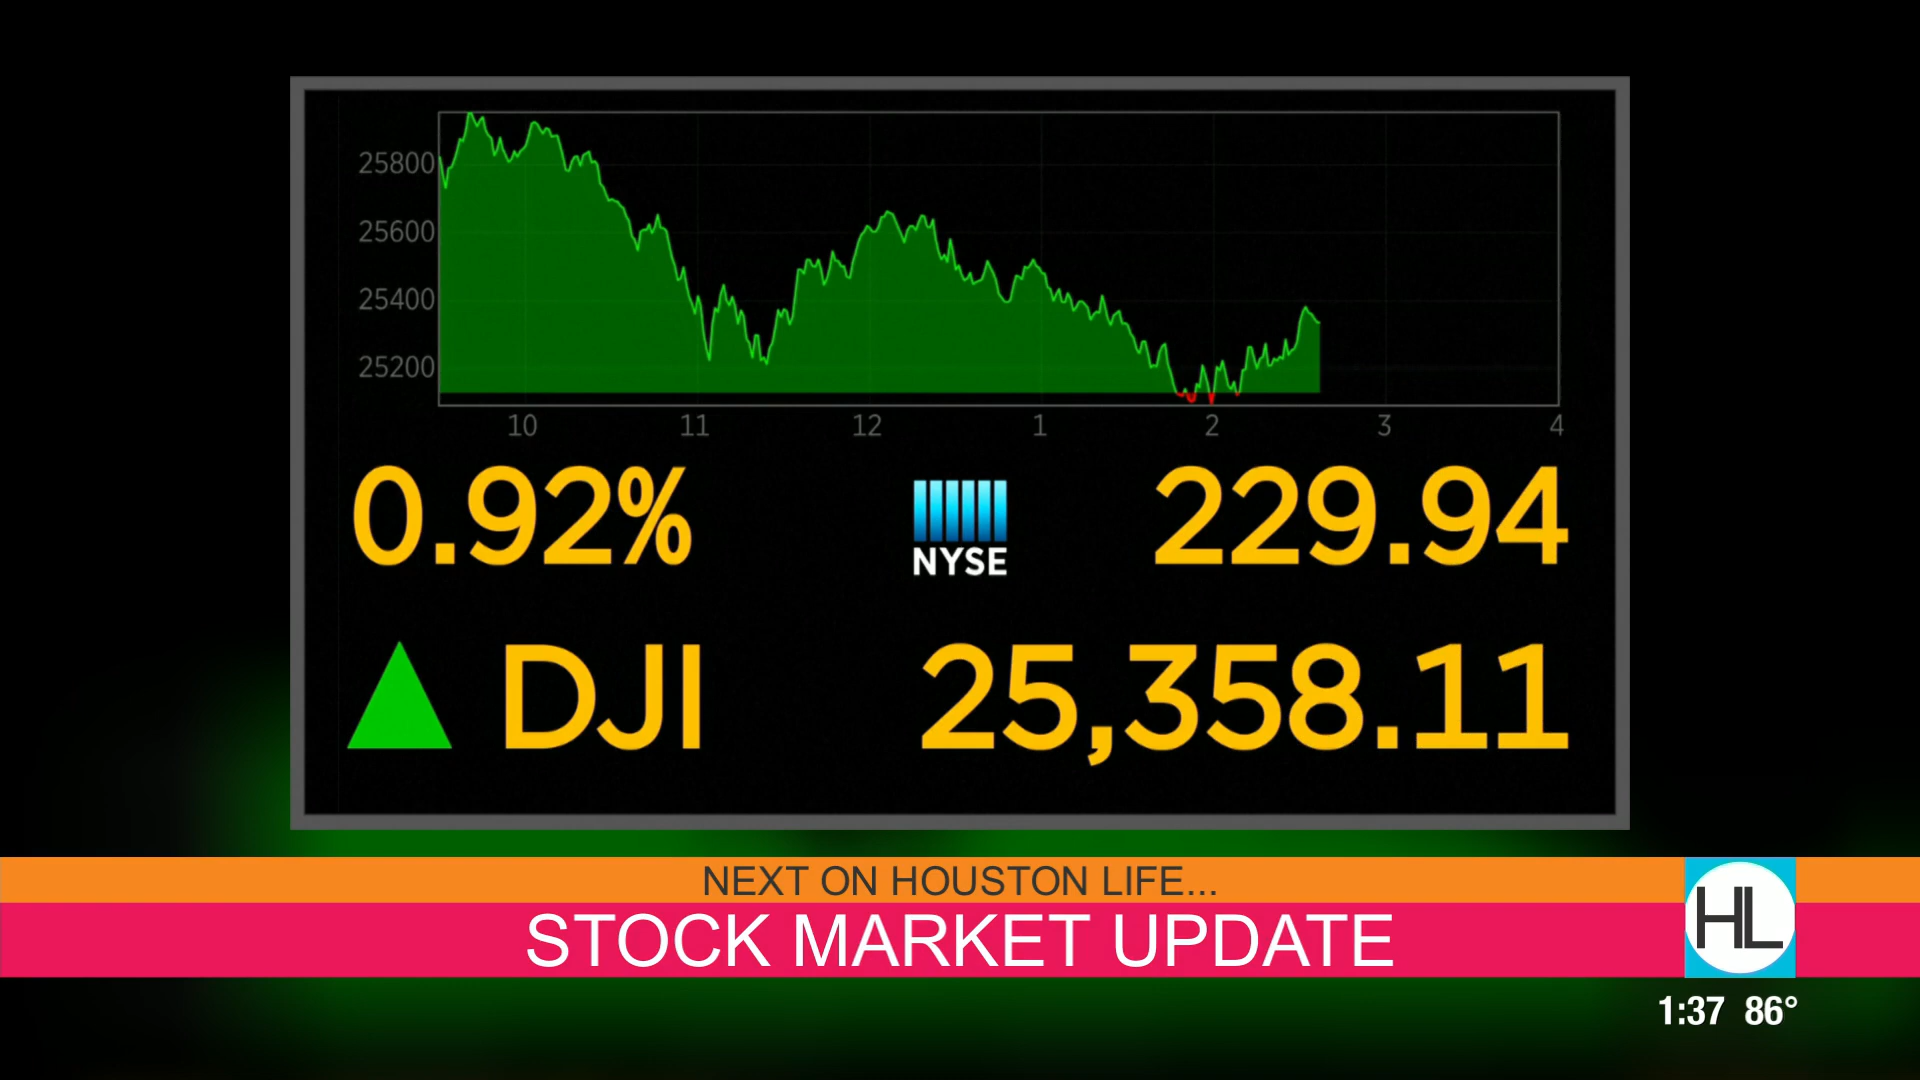 25800
25600
25400
25200
10 11 12 1 2 3 4
0.92% NYSE 229.94
DJI 25,358.11
NEXT ON HOUSTON LIFE...
STOCK MARKET UPDATE
HL
1:37 86°